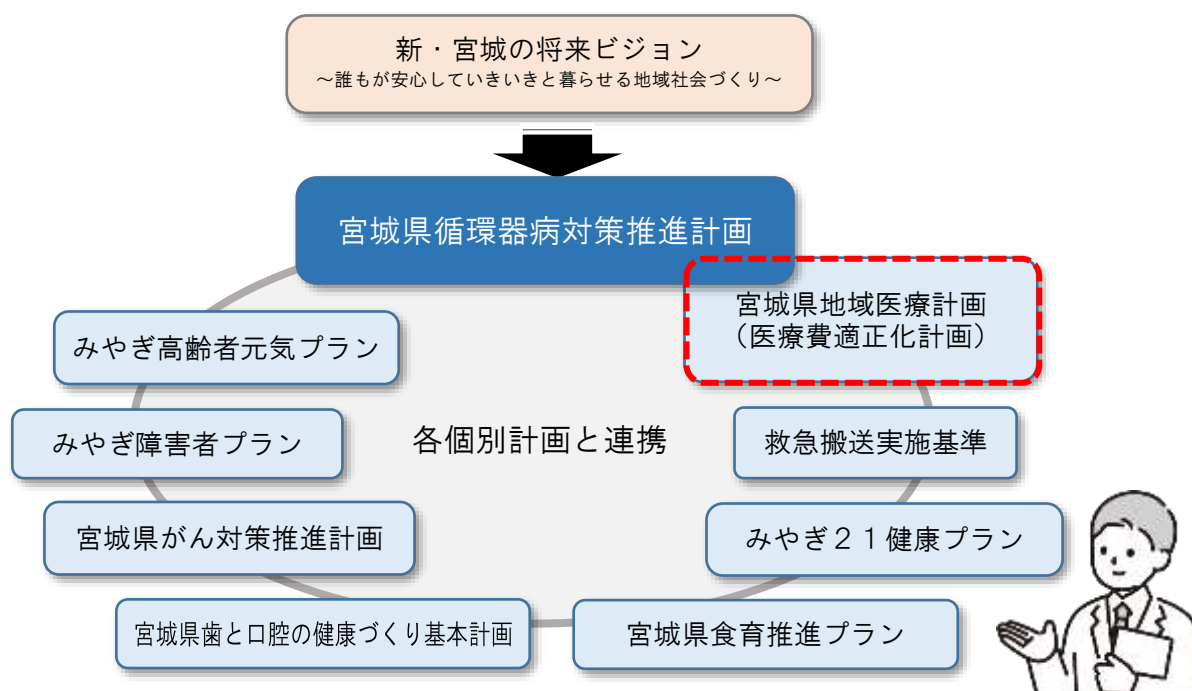 新・宮城の将来ビジョン
～誰もが安心していきいきと暮らせる地域社会づくり～
宮城県循環器病対策推進計画
宮城県地域医療計画
（医療費適正化計画）
みやぎ高齢者元気プラン
みやぎ障害者プラン
各個別計画と連携
救急搬送実施基準
宮城県がん対策推進計画
みやぎ２１健康プラン
宮城県歯と口腔の健康づくり基本計画
宮城県食育推進プラン